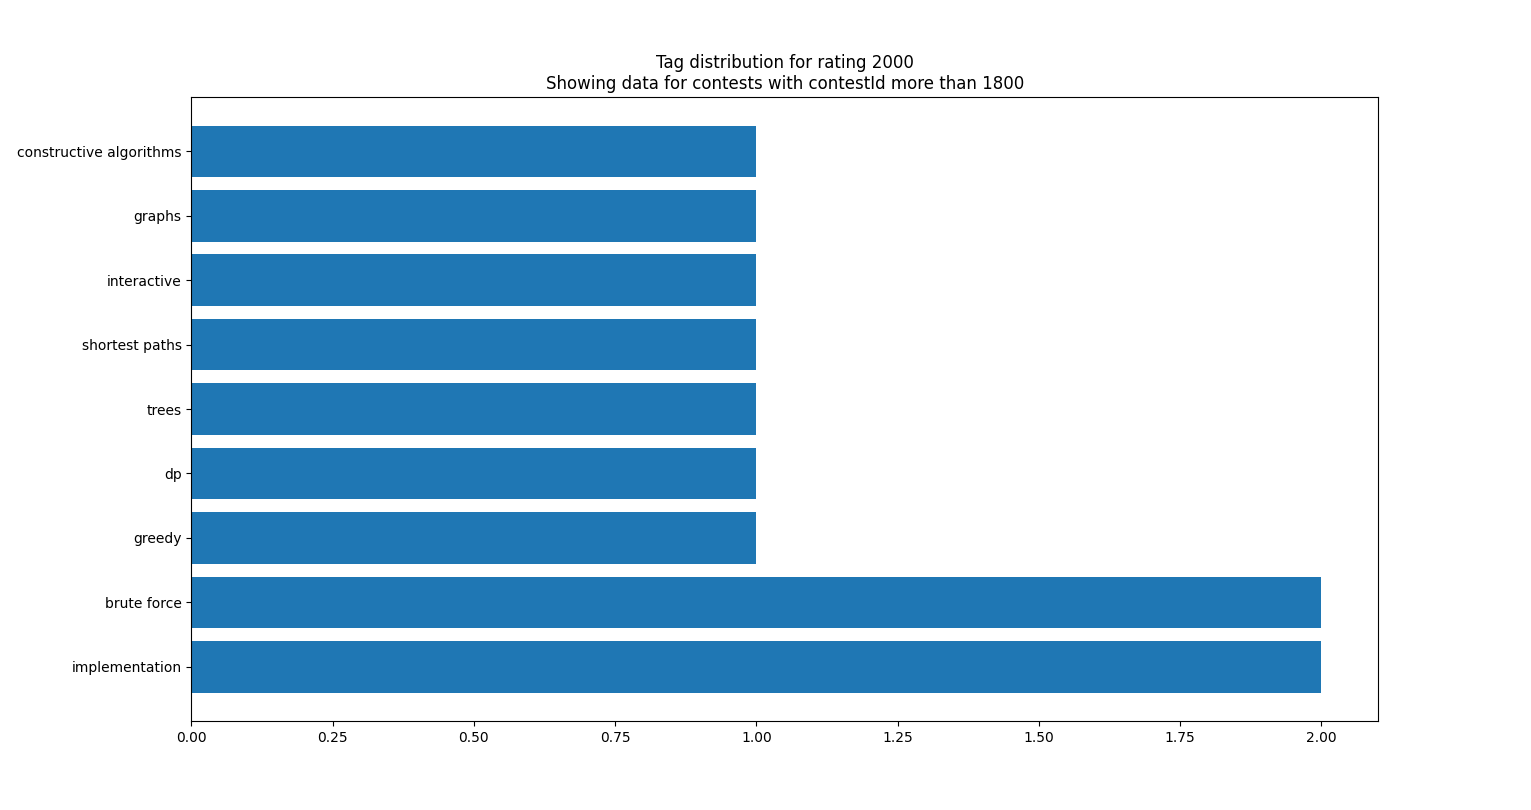 Tag distribution for rating 2000
Showing data for contests with contestId more than 1800
constructive algorithms
graphs
interactive
shortest paths
trees
dp
greedy
brute force
implementation
0.00 0.25 0.50 0.75 1.00 1.25 1.50 1.75 2.00